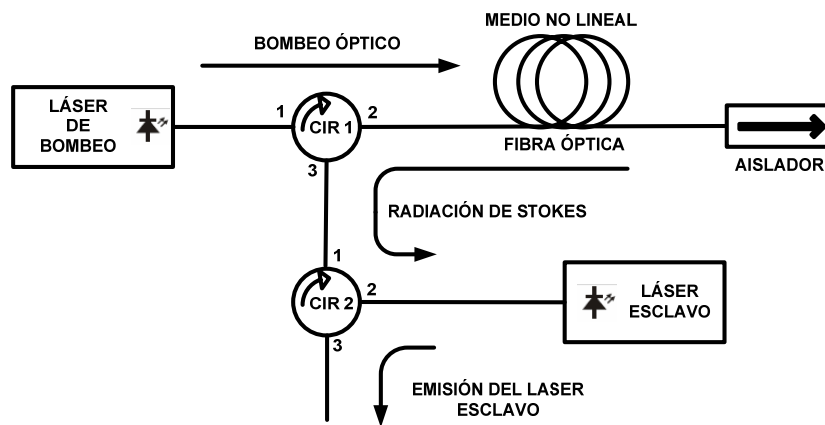 MEDIO NO LINEAL
BOMBEO ÓPTICO
LÁSER
DE
BOMBEO
1
CIR 1
2
3
FIBRA ÓPTICA
AISLADOR
RADIACIÓN DE STOKES
1
CIR 2
2
3
LÁSER
ESCLAVO
EMISIÓN DEL LASER
ESCLAVO